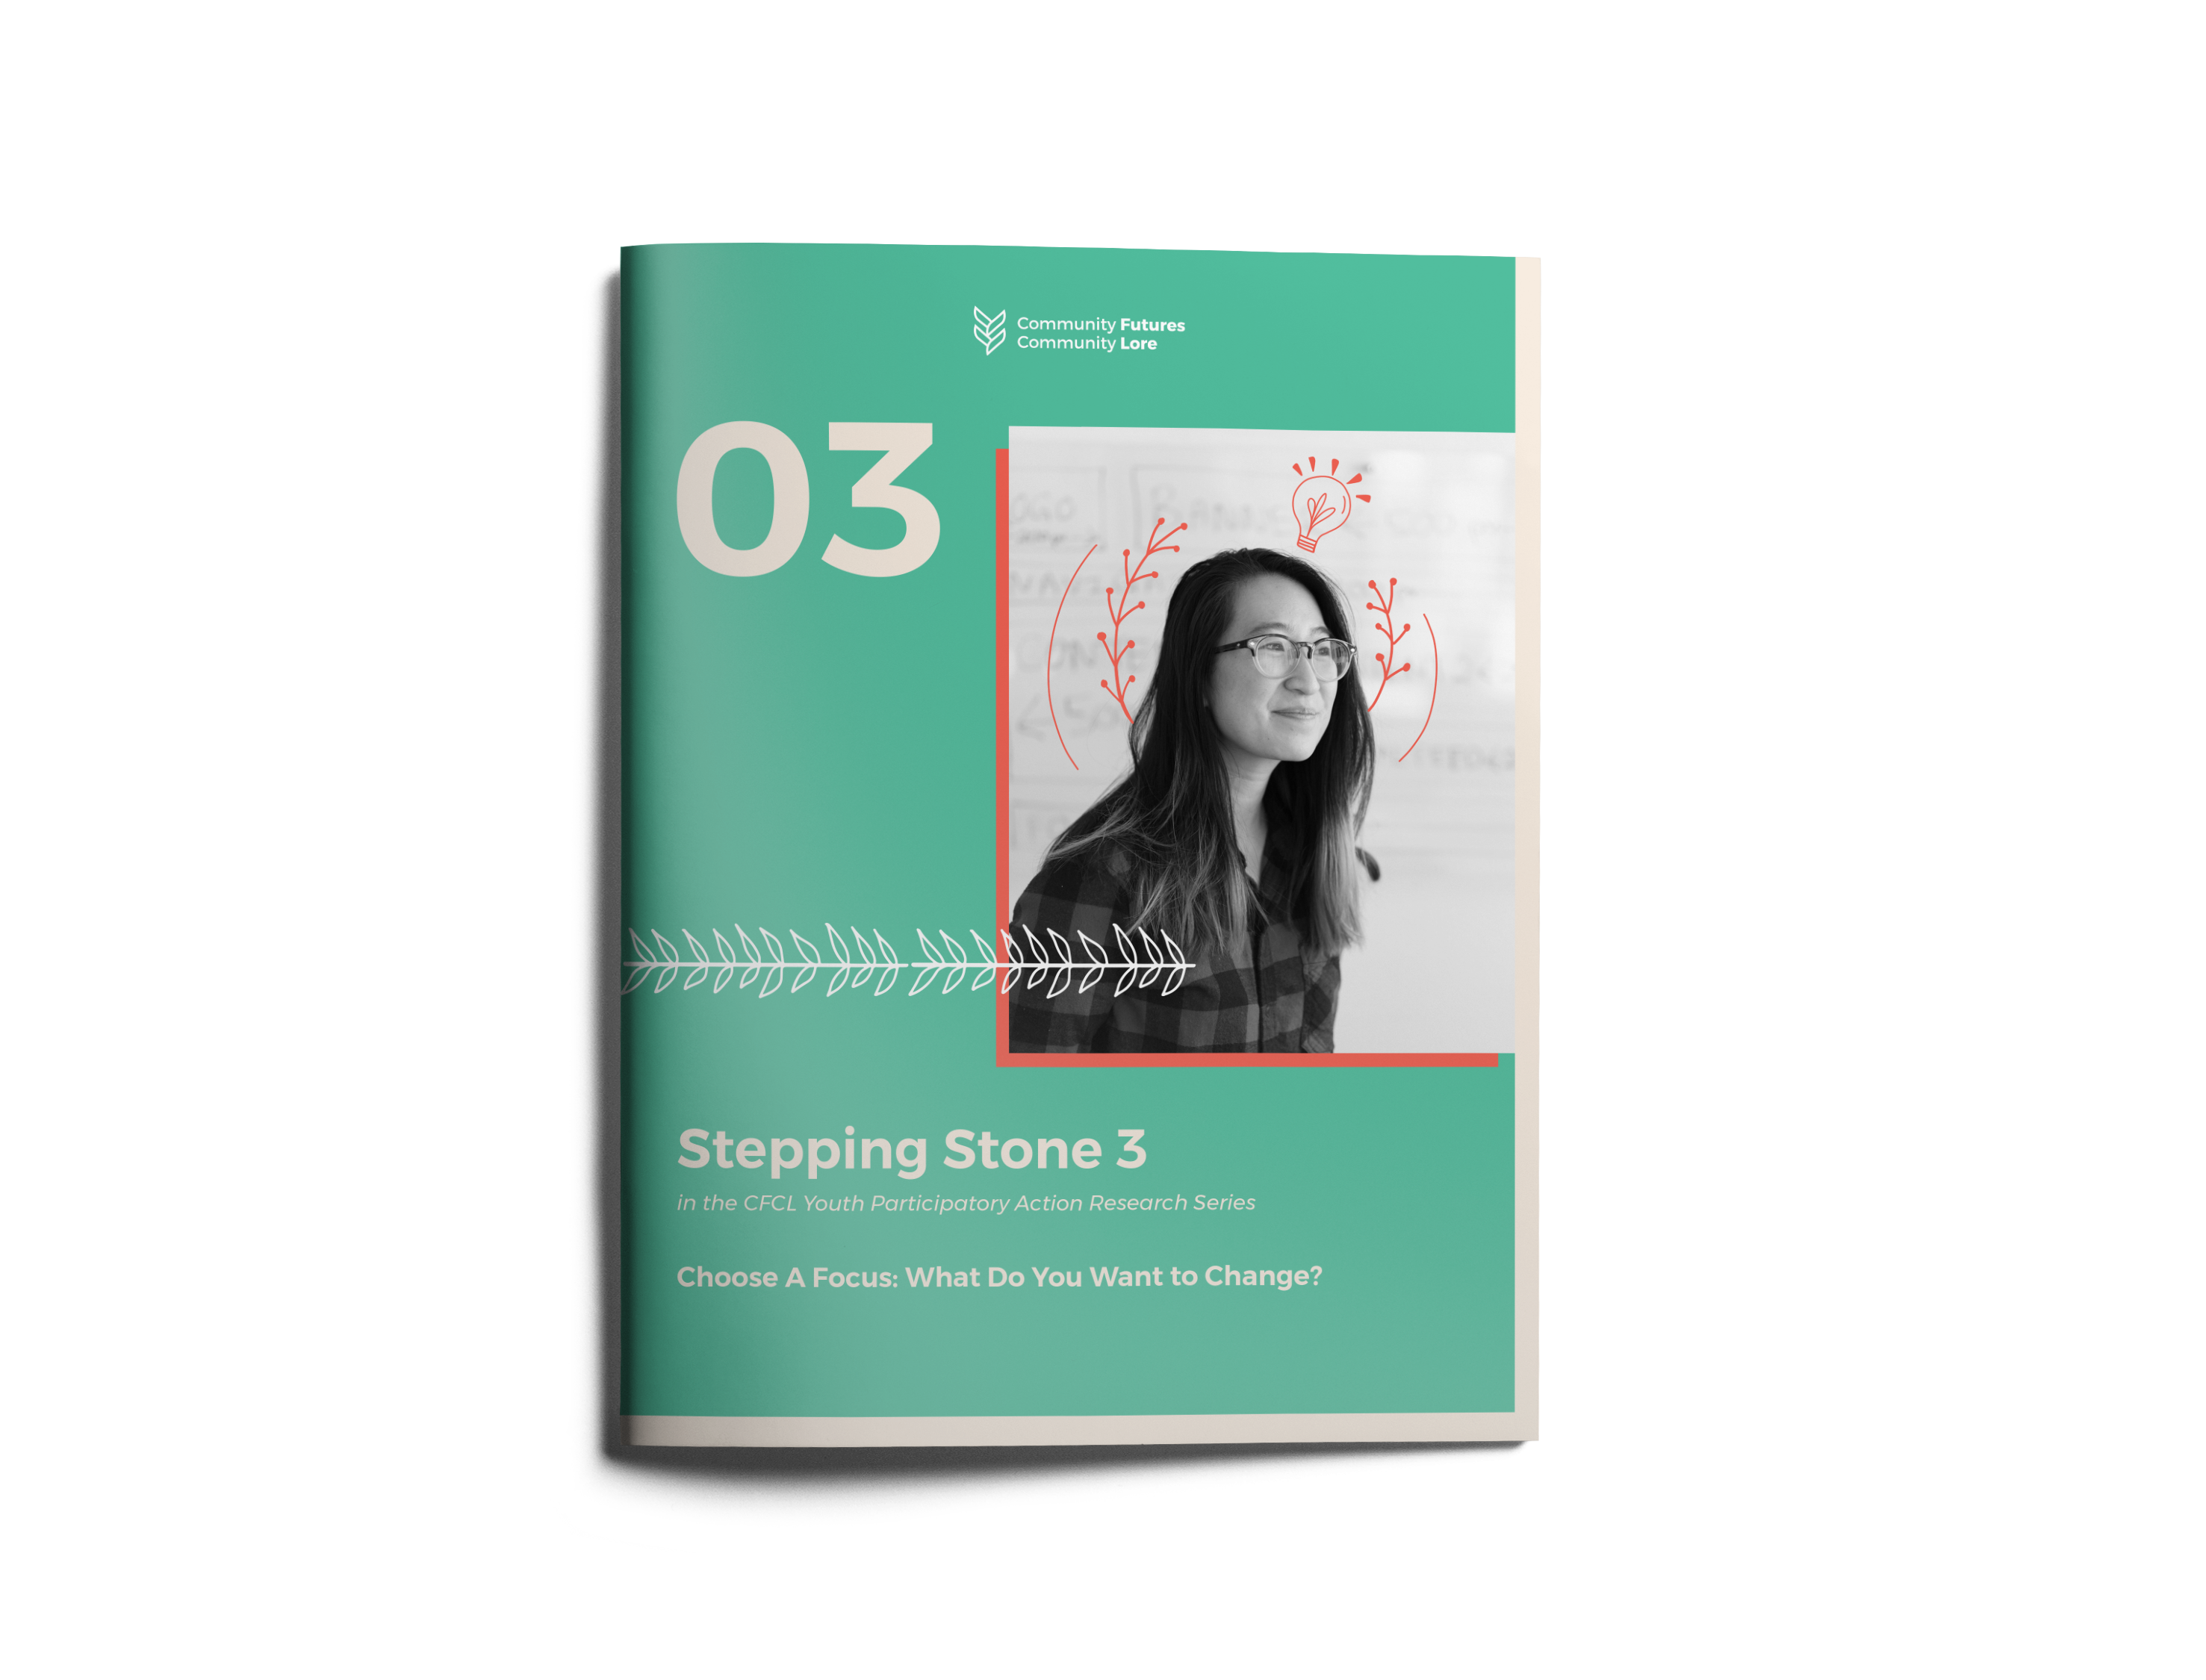 Community Futures
Community Lore
03
BANNE
Stepping Stone 3
in the CFCL Youth Participatory Action Research Series
Choose A Focus: What Do You Want to Change?